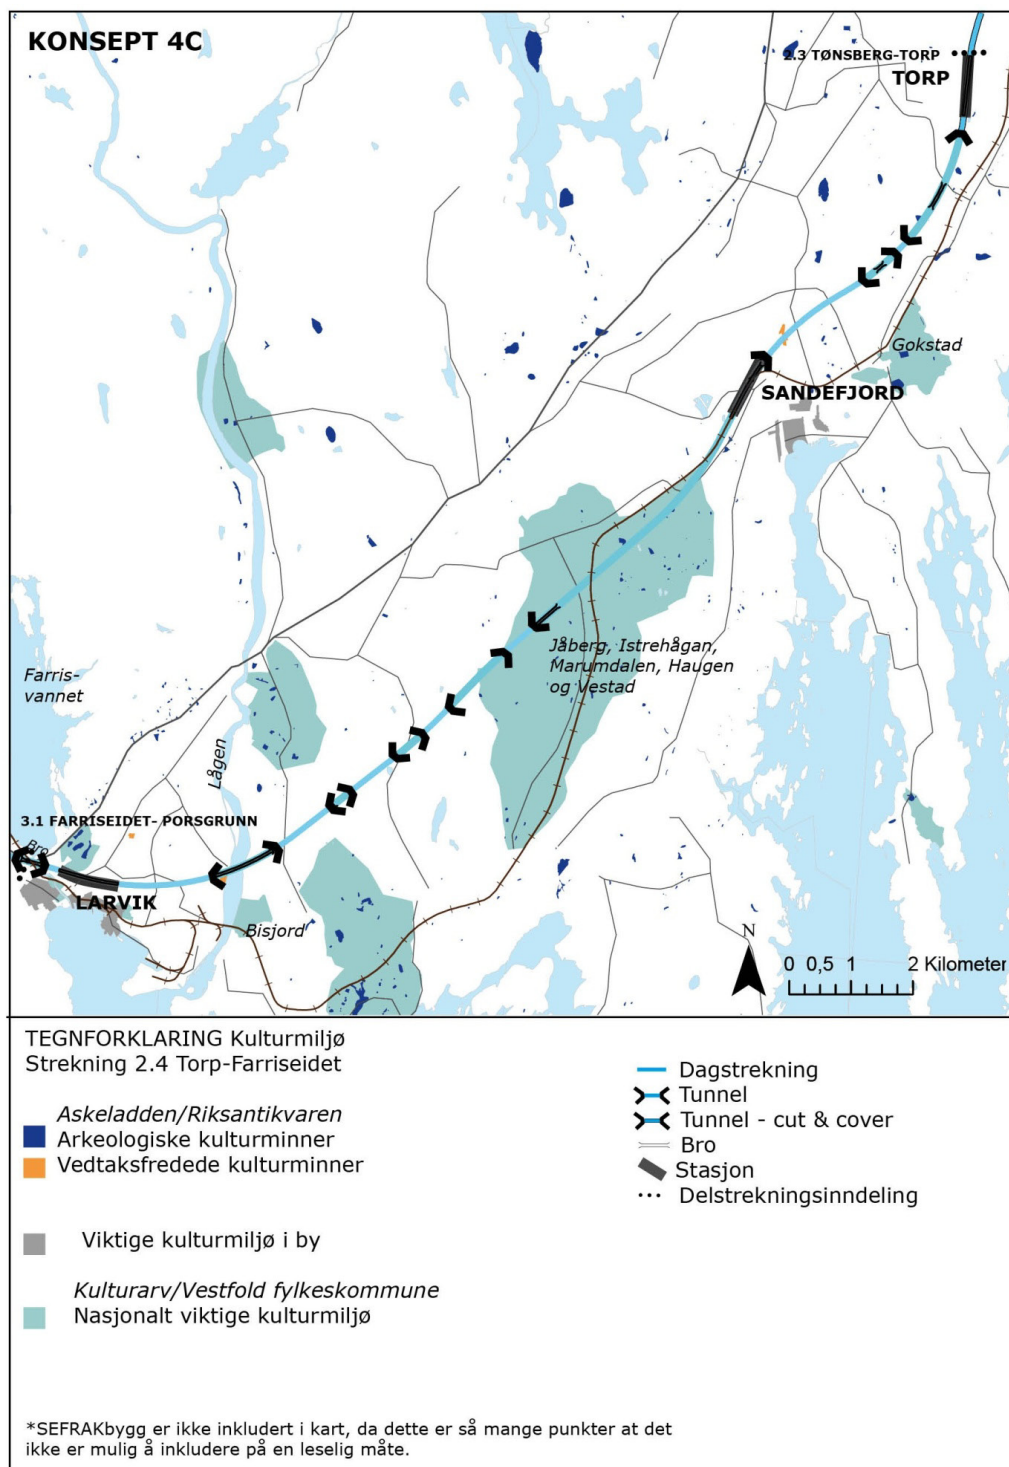 KONSEPT 4C
2.3 TØNSBERG-TORP
TORP
Gokstad
SANDEFJORD
Jåberg, Istrehågan,
Marumdalen, Haugen
og Vestad
Farris-
vannet
Lågen
3.1 FARRISEIDET- PORSGRUNN
Bro
LARVIK
Bisjord
N
0 0,5 1 2 Kilometer
TEGNFORKLARING Kulturmiljø
Strekning 2.4 Torp-Farriseidet
Askeladden/Riksantikvaren
Arkeologiske kulturminner
Vedtaksfredede kulturminner
Viktige kulturmiljø i by
Kulturarv/Vestfold fylkeskommune
Nasjonalt viktige kulturmiljø
Dagstrekning
Tunnel
Tunnel - cut & cover
Bro
Stasjon
Delstrekningsinndeling
*SEFRAKbygg er ikke inkludert i kart, da dette er så mange punkter at det
ikke er mulig å inkludere på en leselig måte.